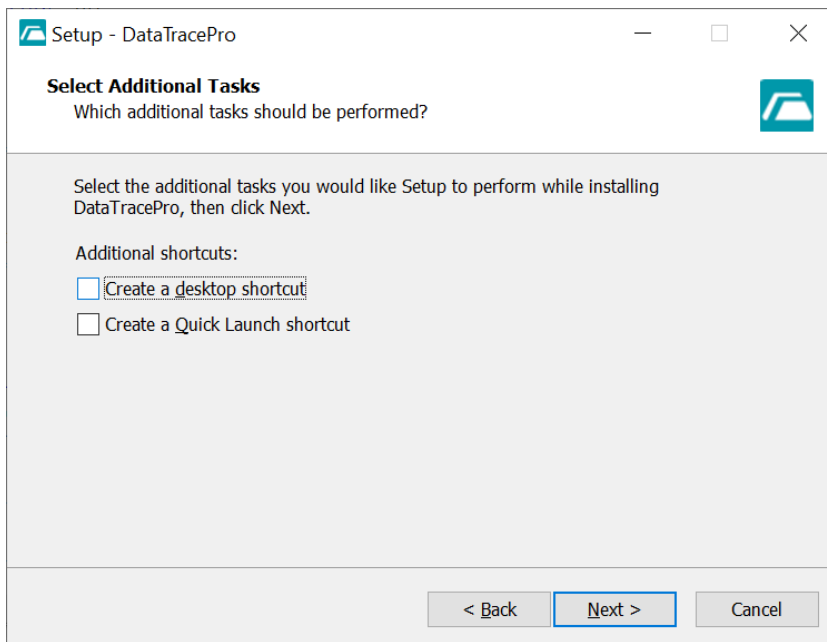 Setup - DataTracePro
Select Additional Tasks
Which additional tasks should be performed?
Select the additional tasks you would like Setup to perform while installing
DataTracePro, then click Next.
Additional shortcuts:
Create a desktop shortcut
Create a Quick Launch shortcut
< Back Next > Cancel